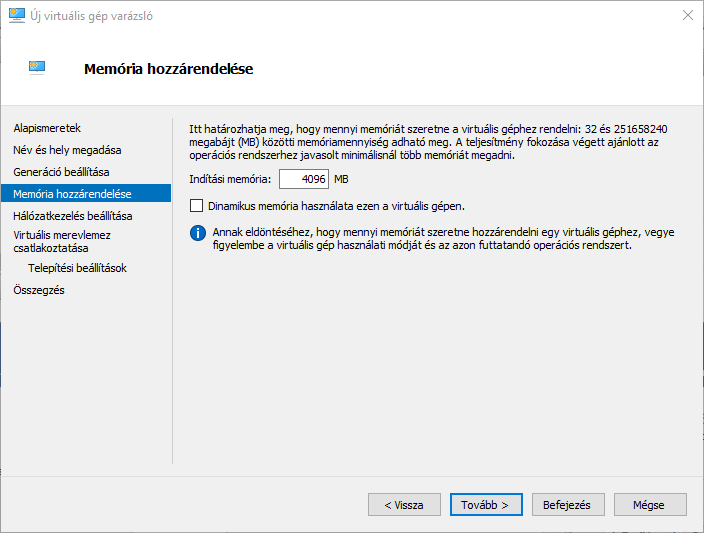 Új virtuális gép varázsló
Memória hozzárendelése
Alapismeretek
Név és hely megadása
Generáció beállítása
Memória hozzárendelése
Hálózatkezelés beállítása
Virtuális merevlemez
csatlakoztatása
Telepítési beállítások
Összegzés
Itt határozhatja meg, hogy mennyi memóriát szeretne a virtuális géphez rendelni: 32 és 251658240
megabájt (MB) közötti memóriamennyiség adható meg. A teljesítmény fokozása végett ajánlott az
operációs rendszerhez javasolt minimálisnál több memóriát megadni.
Indítási memória: 4096 MB
Dinamikus memória használata ezen a virtuális gépen.
Annak eldöntéséhez, hogy mennyi memóriát szeretne hozzárendelni egy virtuális géphez, vegye
figyelembe a virtuális gép használati módját és az azon futtatandó operációs rendszert.
< Vissza Tovább > Befejezés Mégse